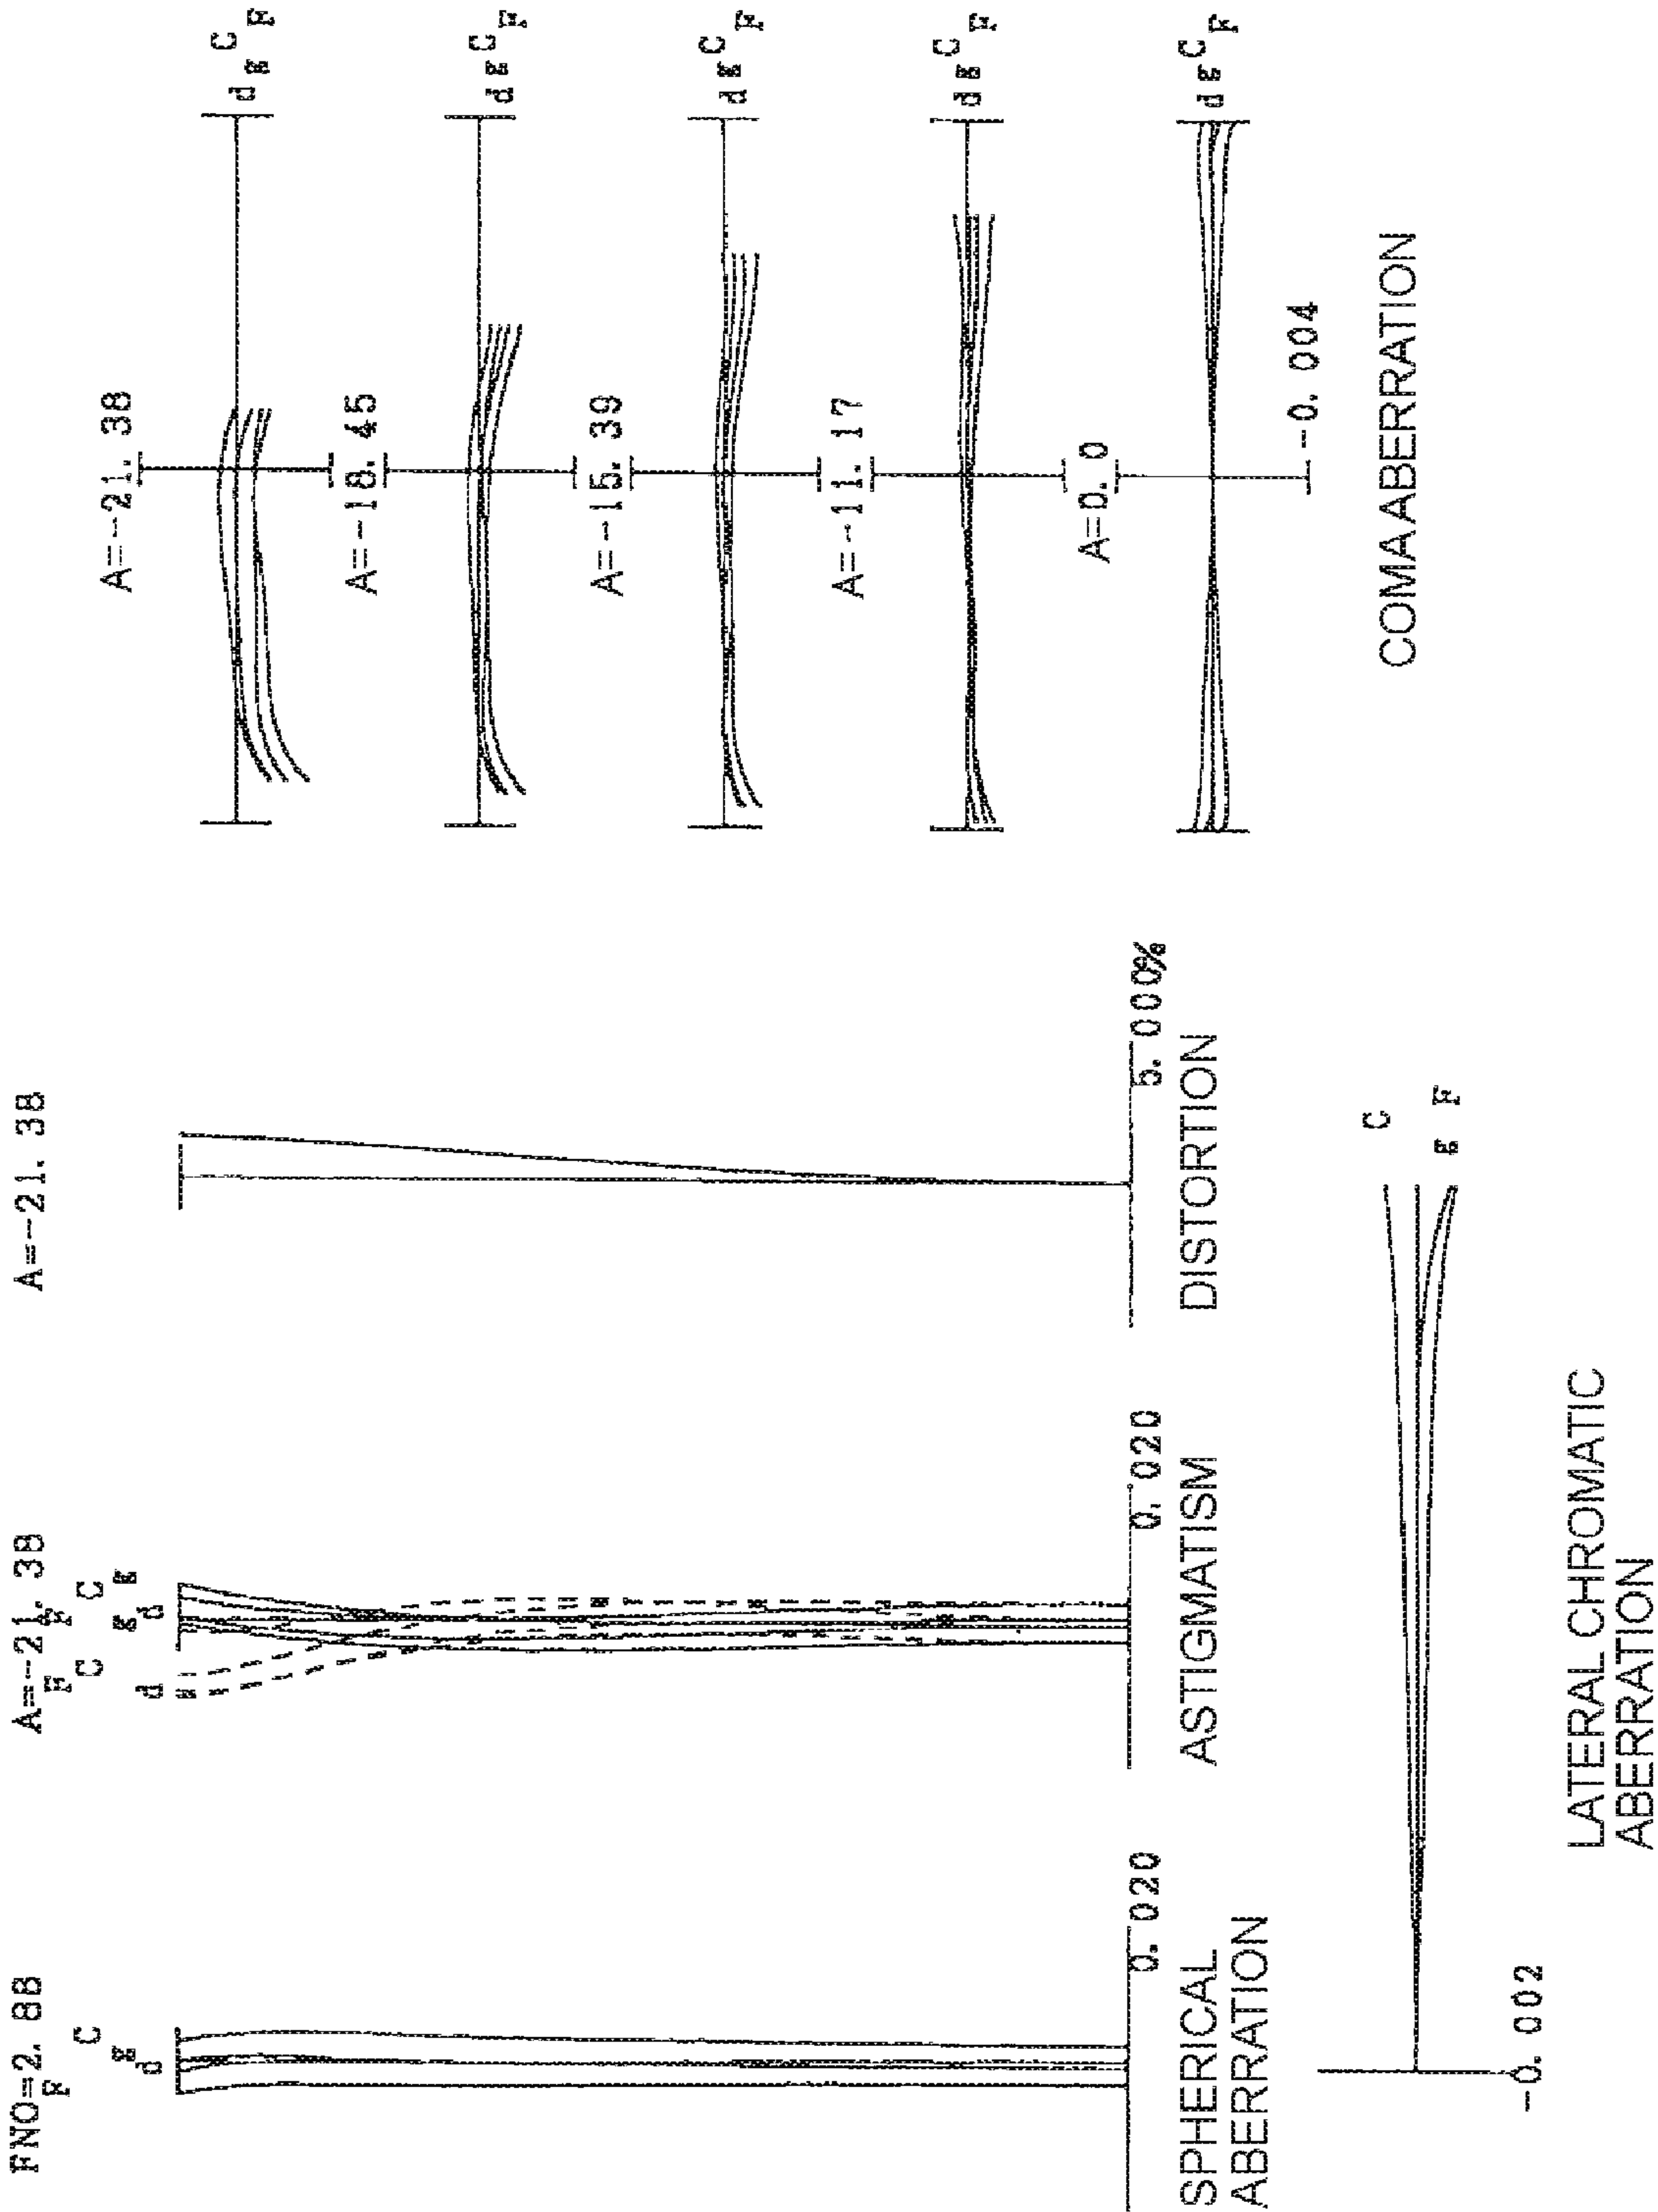 FNO=2.88
F
C
g
d
0.020
SPHERICAL
ABERRATION
A=-21.38
F
F
C
C
g
g
d
d
0.020
ASTIGMATISM
A=-21.38
5.000%
DISTORTION
C
g
F
-0.002
LATERAL CHROMATIC
ABERRATION
A=-21.38
d g C F
A=-18.45
d g C F
A=-15.39
d g C F
A=-11.17
d g C F
A=0.0
d g C F
-0.004
COMA ABERRATION